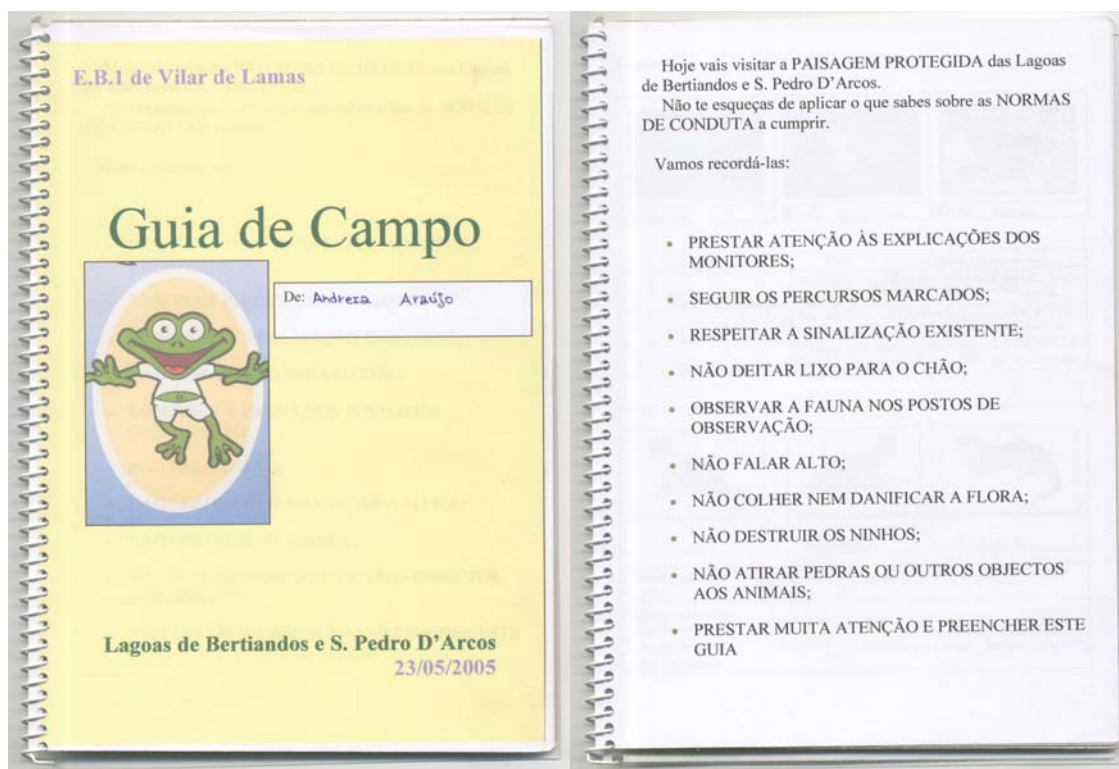 E.B.1 de Vilar de Lamas
Guia de Campo
De: Andreza Araújo
Lagoas de Bertiandos e S. Pedro D'Arcos
23/05/2005
Hoje vais visitar a PAISAGEM PROTEGIDA das Lagoas
de Bertiandos e S. Pedro D'Arcos.
Não te esqueças de aplicar o que sabes sobre as NORMAS
DE CONDUTA a cumprir.
Vamos recordá-las:
• PRESTAR ATENÇÃO ÀS EXPLICAÇÕES DOS
MONITORES;
• SEGUIR OS PERCURSOS MARCADOS;
• RESPEITAR A SINALIZAÇÃO EXISTENTE;
• NÃO DEITAR LIXO PARA O CHÃO;
• OBSERVAR A FAUNA NOS POSTOS DE
OBSERVAÇÃO;
• NÃO FALAR ALTO;
• NÃO COLHER NEM DANIFICAR A FLORA;
• NÃO DESTRUIR OS NINHOS;
• NÃO ATIRAR PEDRAS OU OUTROS OBJECTOS
AOS ANIMAIS;
• PRESTAR MUITA ATENÇÃO E PREENCHER ESTE
GUIA